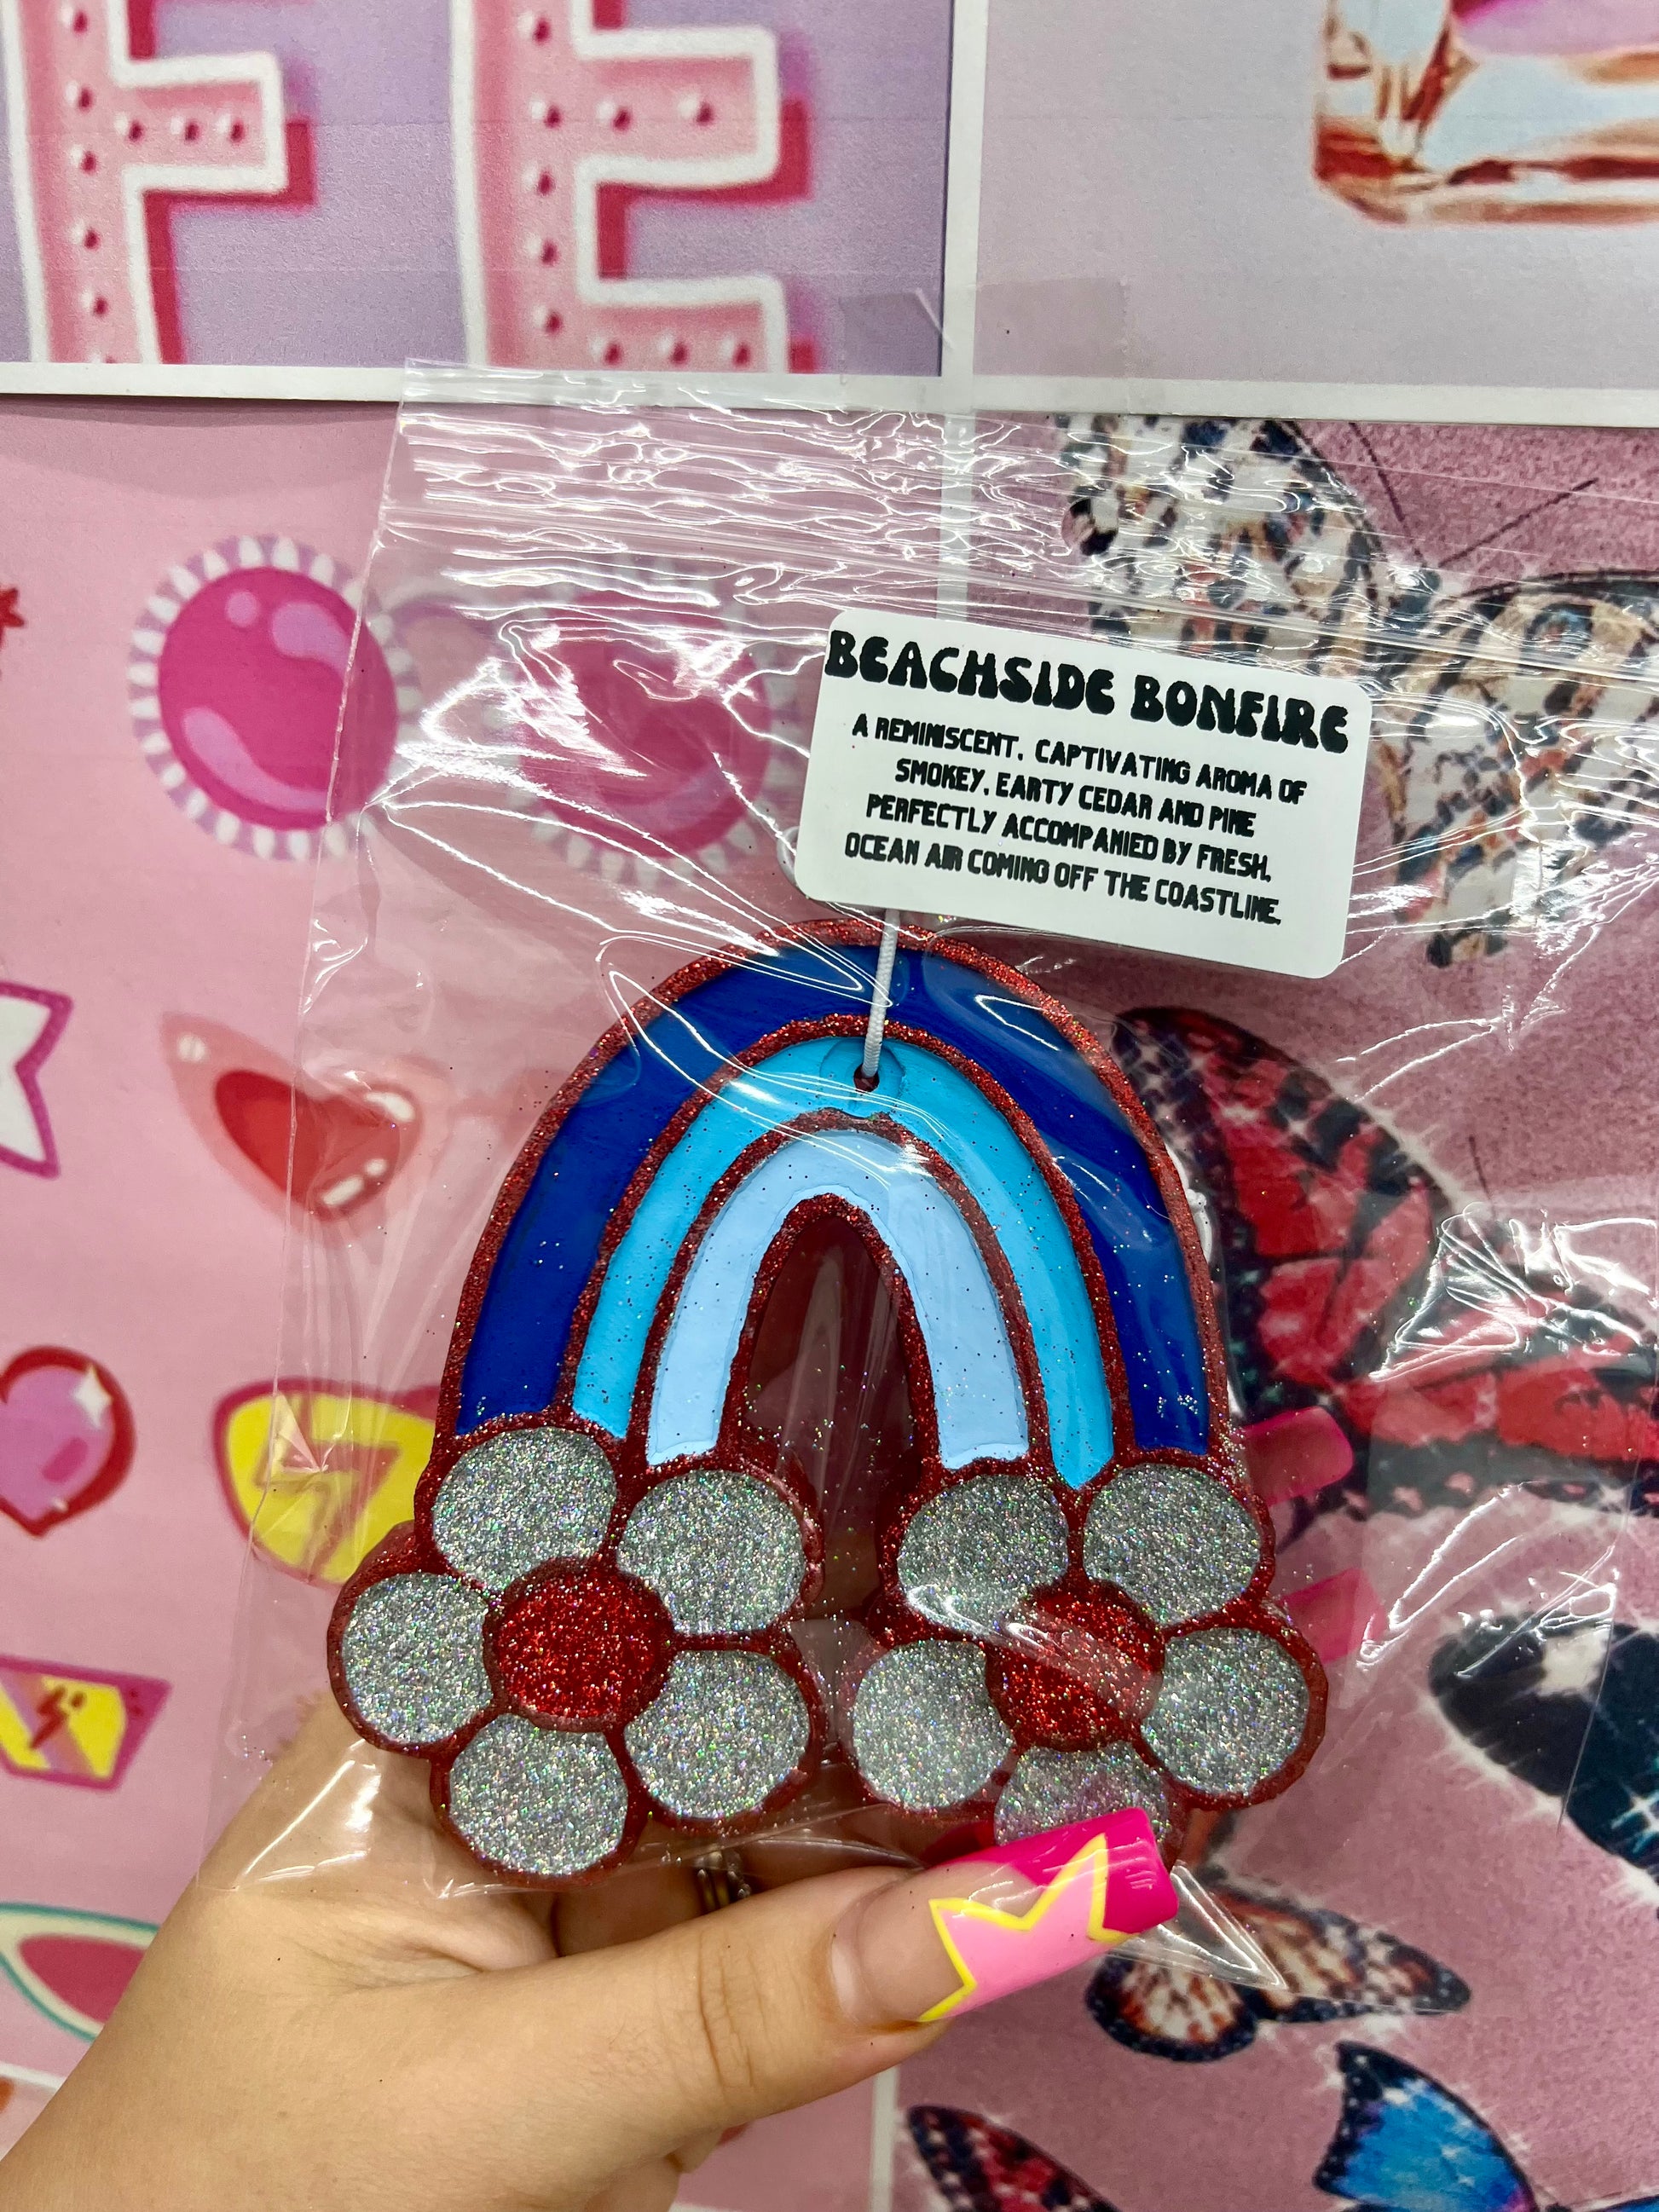 FE
BEACHSIDE BONFIRE
A REMINISCENT, CAPTIVATING AROMA OF
SMOKEY, EARTY CEDAR AND PINE
PERFECTLY ACCOMPANIED BY FRESH,
OCEAN AIR COMING OFF THE COASTLINE.